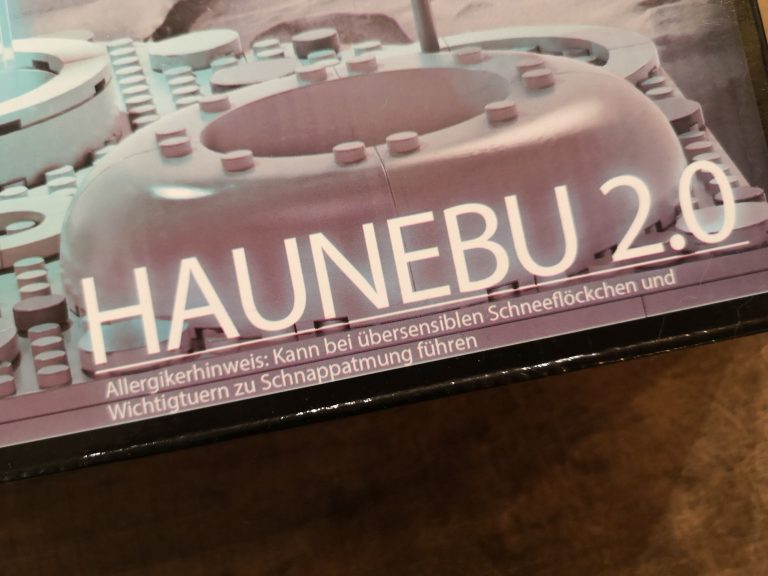 HAUNEBU 2.0
Allergikerhinweis: Kann bei übersensiblen Schneeflöckchen und
Wichtigtuern zu Schnappatmung führen